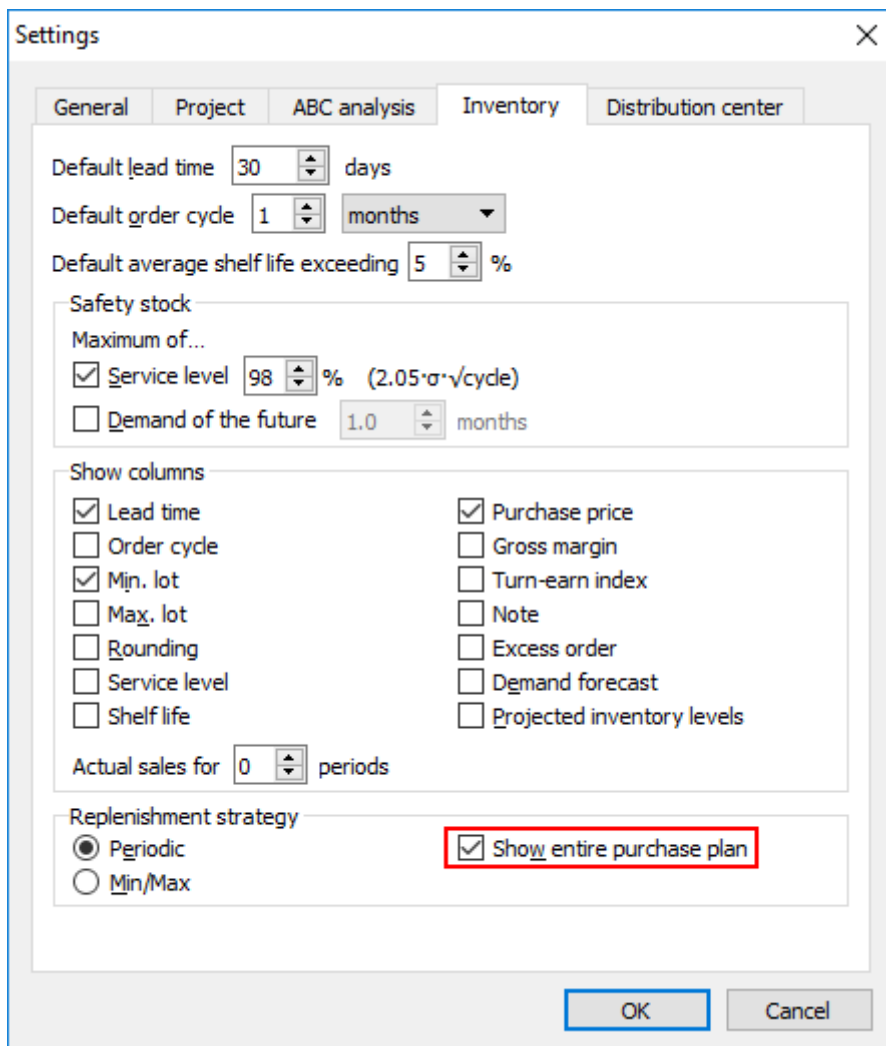 Settings
General Project ABC analysis Inventory Distribution center
Default lead time 30 days
Default order cycle 1 months
Default average shelf life exceeding 5 %
Safety stock
Maximum of...
Service level 98 % (2.05·σ·√cycle)
Demand of the future 1.0 months
Show columns
Lead time Purchase price
Order cycle Gross margin
Min. lot Turn-earn index
Max. lot Note
Rounding Excess order
Service level Demand forecast
Shelf life Projected inventory levels
Actual sales for 0 periods
Replenishment strategy
Periodic Show entire purchase plan
Min/Max
OK Cancel